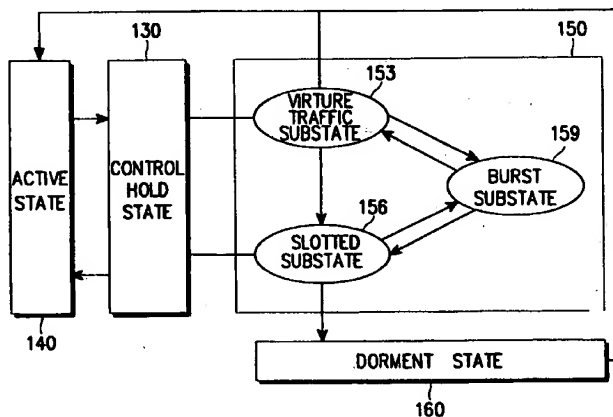 130
150
153
VIRTURE
TRAFFIC
SUBSTATE
159
BURST
SUBSTATE
ACTIVE
STATE
CONTROL
HOLD
STATE
156
SLOTTED
SUBSTATE
140
DORMENT STATE
160